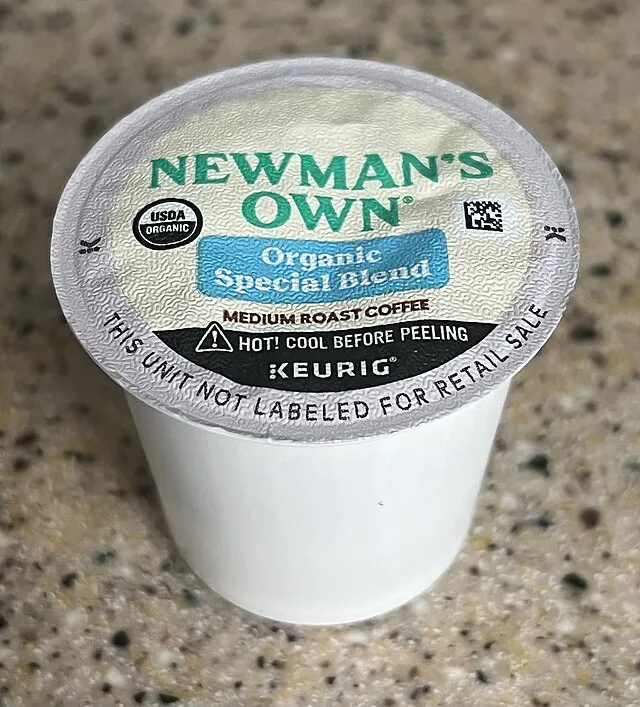 NEWMAN'S
OWN®
USDA
ORGANIC
Organic
Special Blend
MEDIUM ROAST COFFEE
HOT! COOL BEFORE PEELING
KEURIG®
THIS UNIT NOT LABELED FOR RETAIL SALE